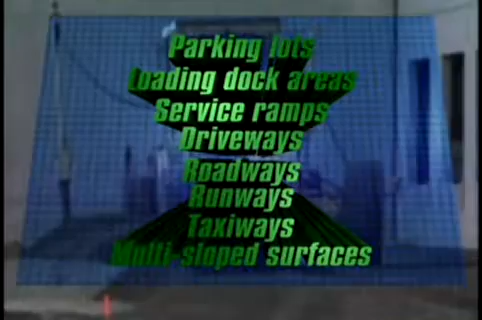 Parking lots
Loading dock areas
Service ramps
Driveways
Roadways
Runways
Taxiways
Multi-sloped surfaces